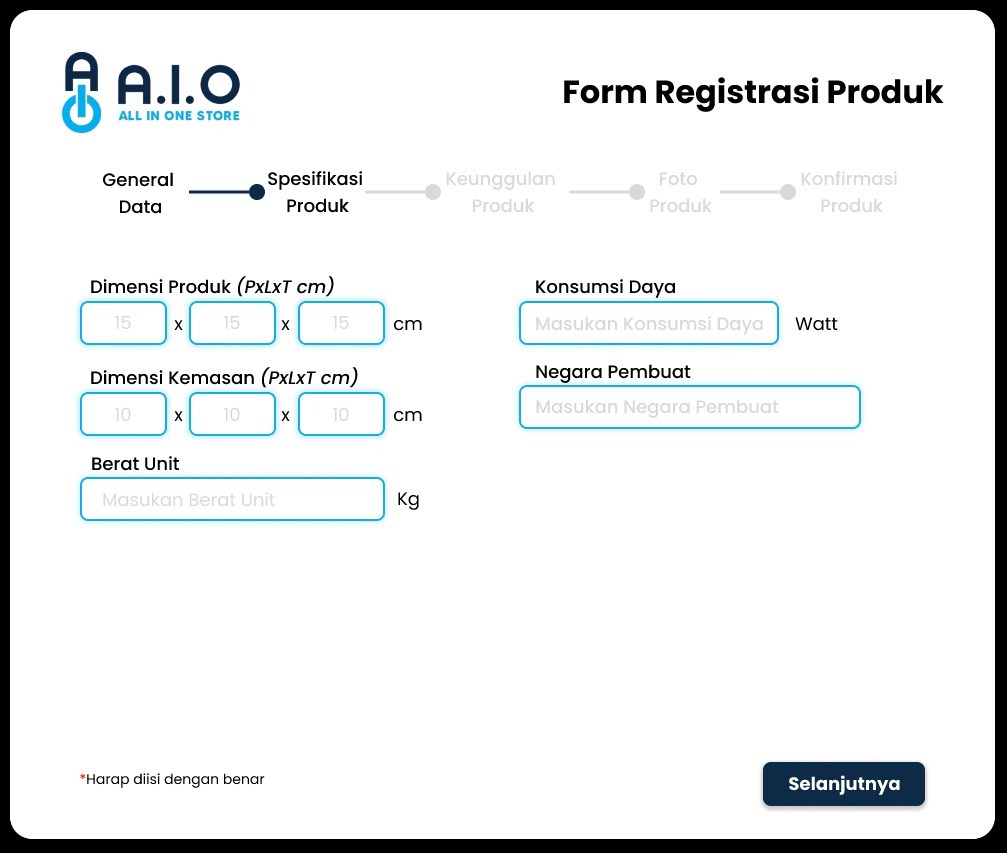 A.I.O
ALL IN ONE STORE
Form Registrasi Produk
General
Data
Spesifikasi
Produk
Keunggulan
Produk
Foto
Produk
Konfirmasi
Produk
Dimensi Produk (PxLxT cm)
15 x 15 x 15 cm
Dimensi Kemasan (PxLxT cm)
10 x 10 x 10 cm
Berat Unit
Masukan Berat Unit Kg
Konsumsi Daya
Masukan Konsumsi Daya Watt
Negara Pembuat
Masukan Negara Pembuat
*Harap diisi dengan benar
Selanjutnya